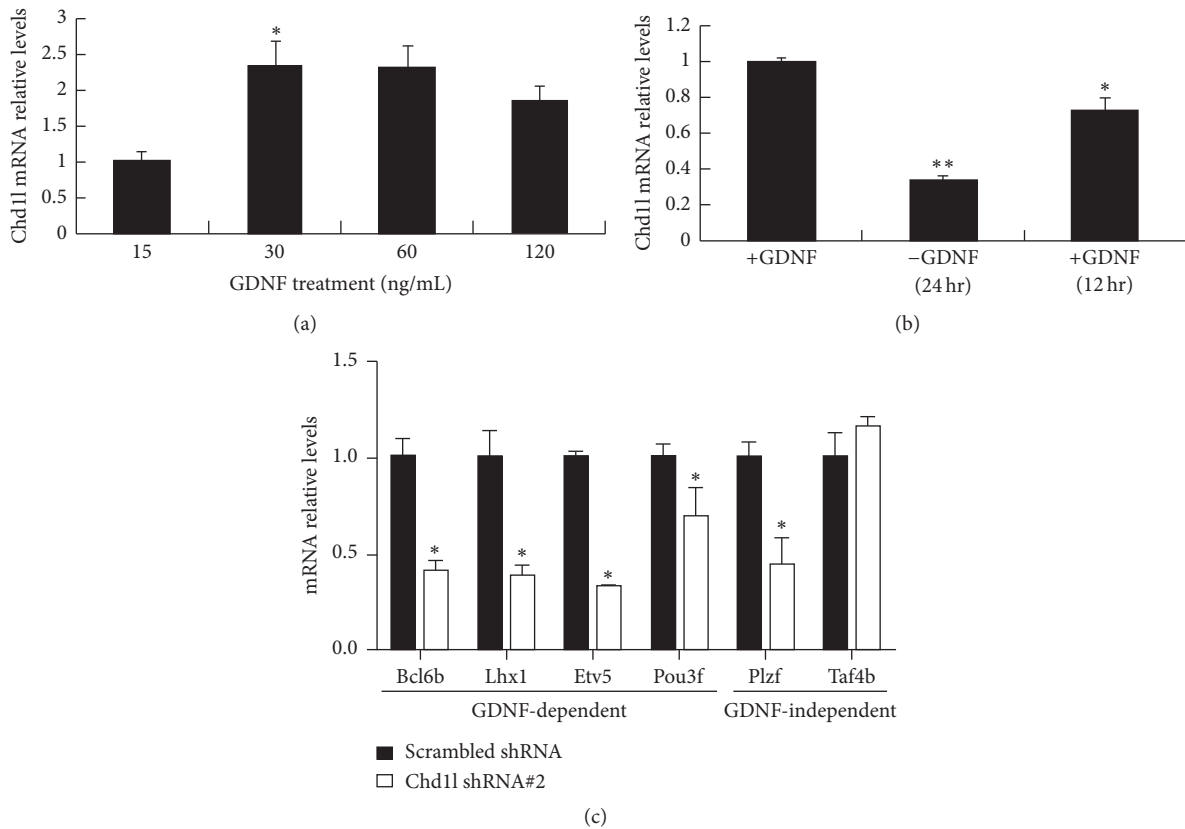 Chd1l mRNA relative levels
3
2.5
2
1.5
1
0.5
0
*
15 30 60 120
GDNF treatment (ng/mL)
(a)
Chd1l mRNA relative levels
1
0.8
0.6
0.4
0.2
0
**
*
+GDNF −GDNF +GDNF
(24 hr) (12 hr)
(b)
mRNA relative levels
1.5
1.0
0.5
0.0
* * * * *
Bcl6b Lhx1 Etv5 Pou3f Plzf Taf4b
GDNF-dependent GDNF-independent
Scrambled shRNA
Chd1l shRNA#2
(c)